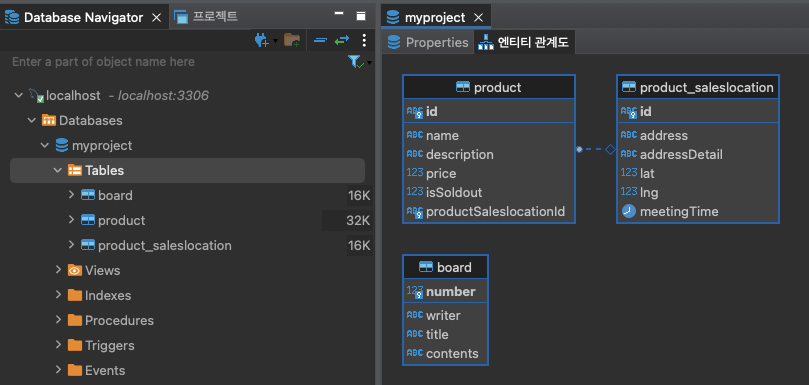 Database Navigator
프로젝트
Enter a part of object name here
localhost - localhost:3306
Databases
myproject
Tables
board 16K
product 32K
product_saleslocation 16K
Views
Indexes
Procedures
Triggers
Events
myproject
Properties
엔티티 관계도
product
ABC id
ABC name
ABC description
123 price
123 isSoldout
ABC productSaleslocationId
product_saleslocation
ABC id
ABC address
ABC addressDetail
123 lat
123 lng
meetingTime
board
123 number
ABC writer
ABC title
ABC contents